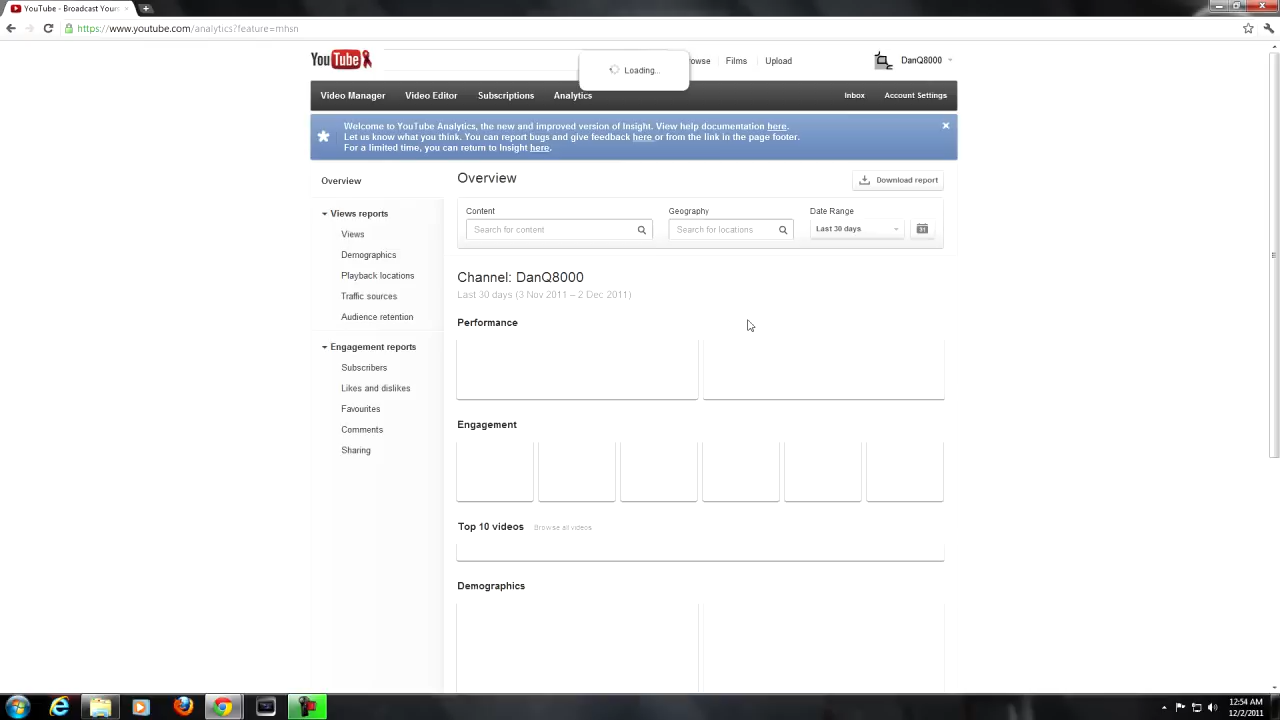 YouTube - Broadcast Your
https://www.youtube.com/analytics?feature=mhsn
YouTube
Loading...
Films
Upload
DanQ8000
Video Manager
Video Editor
Subscriptions
Analytics
Inbox
Account Settings
Welcome to YouTube Analytics, the new and improved version of Insight. View help documentation here.
Let us know what you think. You can report bugs and give feedback here or from the link in the page footer.
For a limited time, you can return to Insight here.
Overview
Views reports
Views
Demographics
Playback locations
Traffic sources
Audience retention
Engagement reports
Subscribers
Likes and dislikes
Favourites
Comments
Sharing
Overview
Download report
Content
Geography
Date Range
Search for content
Search for locations
Last 30 days
31
Channel: DanQ8000
Last 30 days (3 Nov 2011 – 2 Dec 2011)
Performance
Engagement
Top 10 videos Browse all videos
Demographics
12:54 AM
12/2/2011